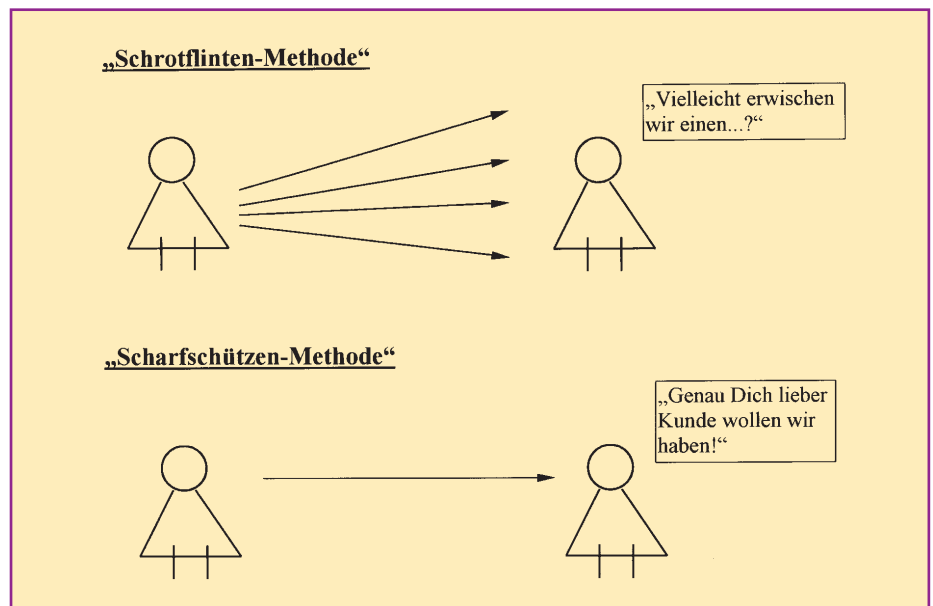 „Schrotflinten-Methode“
„Vielleicht erwischen
wir einen...?“
„Scharfschützen-Methode“
„Genau Dich lieber
Kunde wollen wir
haben!“